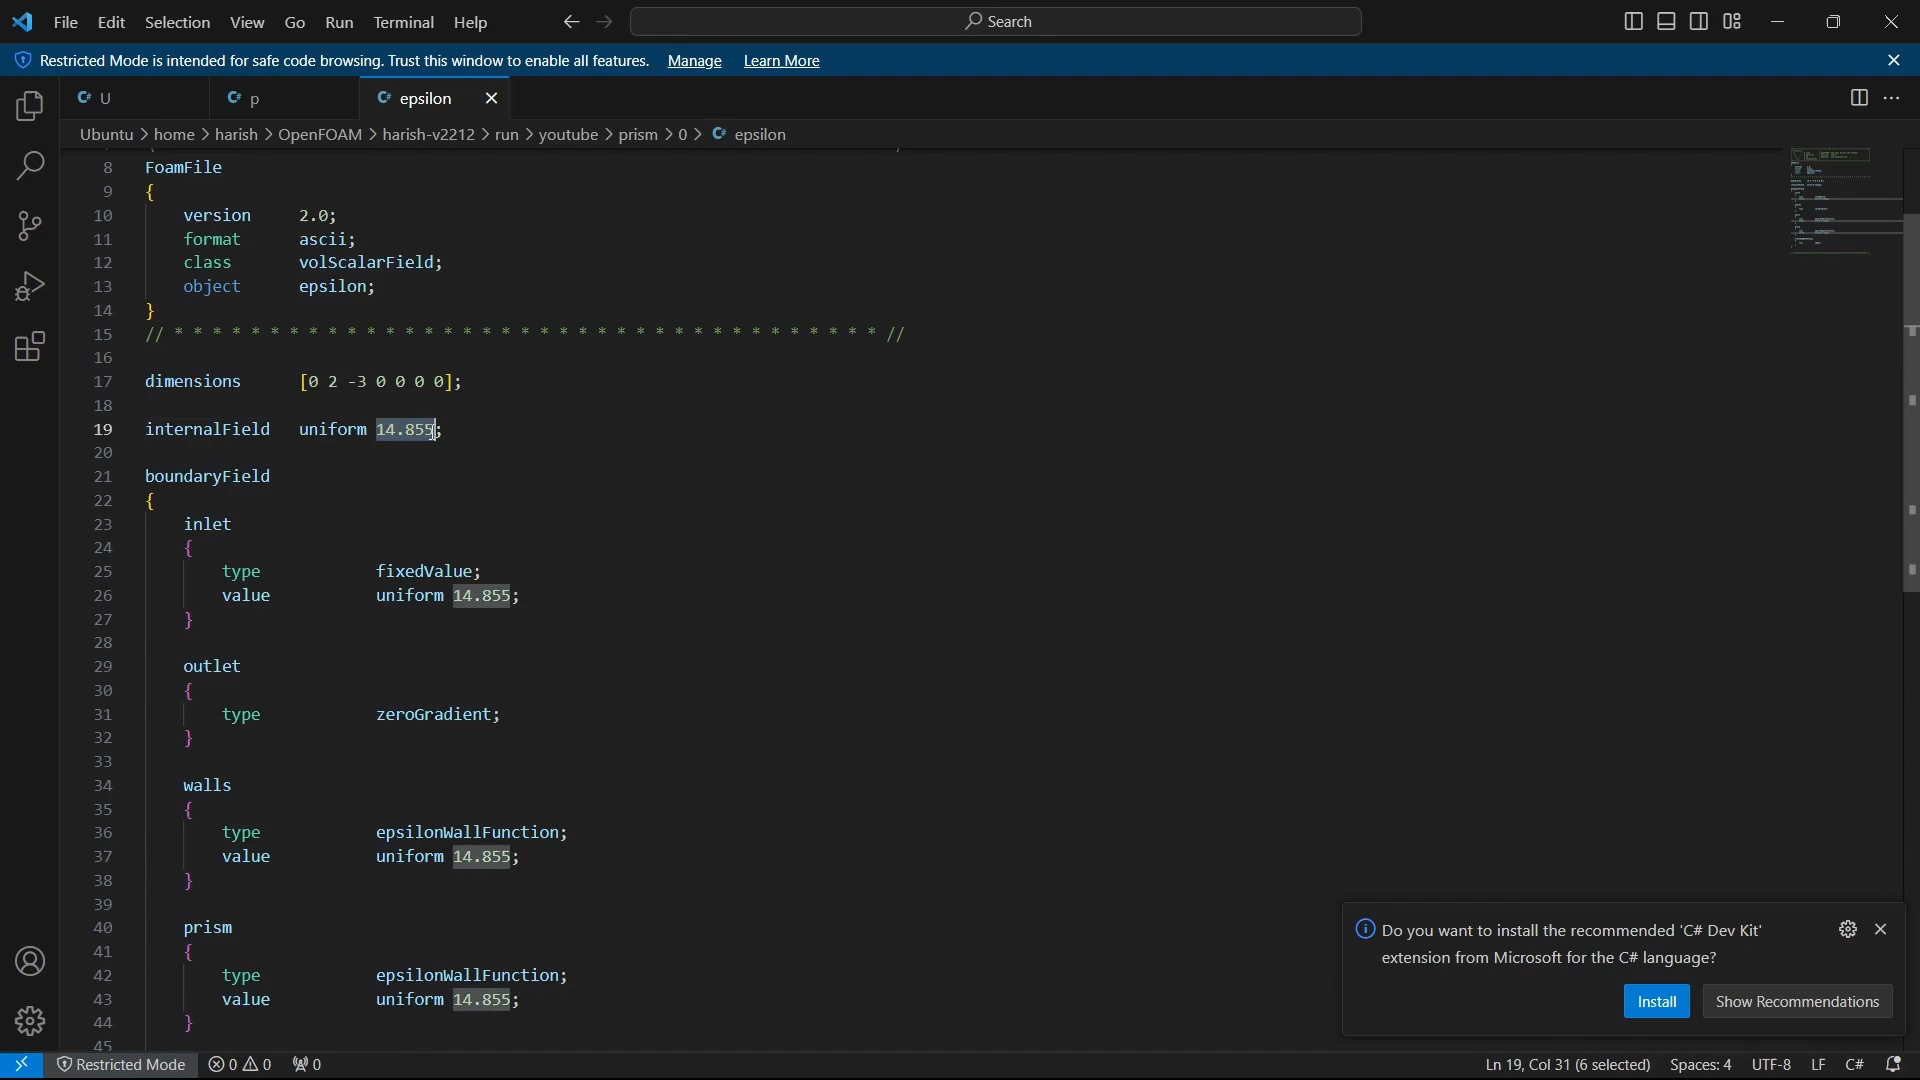 File Edit Selection View Go Run Terminal Help Search
Restricted Mode is intended for safe code browsing. Trust this window to enable all features. Manage Learn More
U p epsilon
Ubuntu > home > harish > OpenFOAM > harish-v2212 > run > youtube > prism > 0 > epsilon
8 FoamFile
9 {
10 version 2.0;
11 format ascii;
12 class volScalarField;
13 object epsilon;
14 }
15 // * * * * * * * * * * * * * * * * * * * * * * * * * * * * * * * * * * * * * //
16
17 dimensions [0 2 -3 0 0 0 0];
18
19 internalField uniform 14.855;
20
21 boundaryField
22 {
23 inlet
24 {
25 type fixedValue;
26 value uniform 14.855;
27 }
28
29 outlet
30 {
31 type zeroGradient;
32 }
33
34 walls
35 {
36 type epsilonWallFunction;
37 value uniform 14.855;
38 }
39
40 prism
41 {
42 type epsilonWallFunction;
43 value uniform 14.855;
44 }
45
Do you want to install the recommended 'C# Dev Kit'
extension from Microsoft for the C# language?
Install Show Recommendations
Restricted Mode 0 0 0 Ln 19, Col 31 (6 selected) Spaces: 4 UTF-8 LF C#